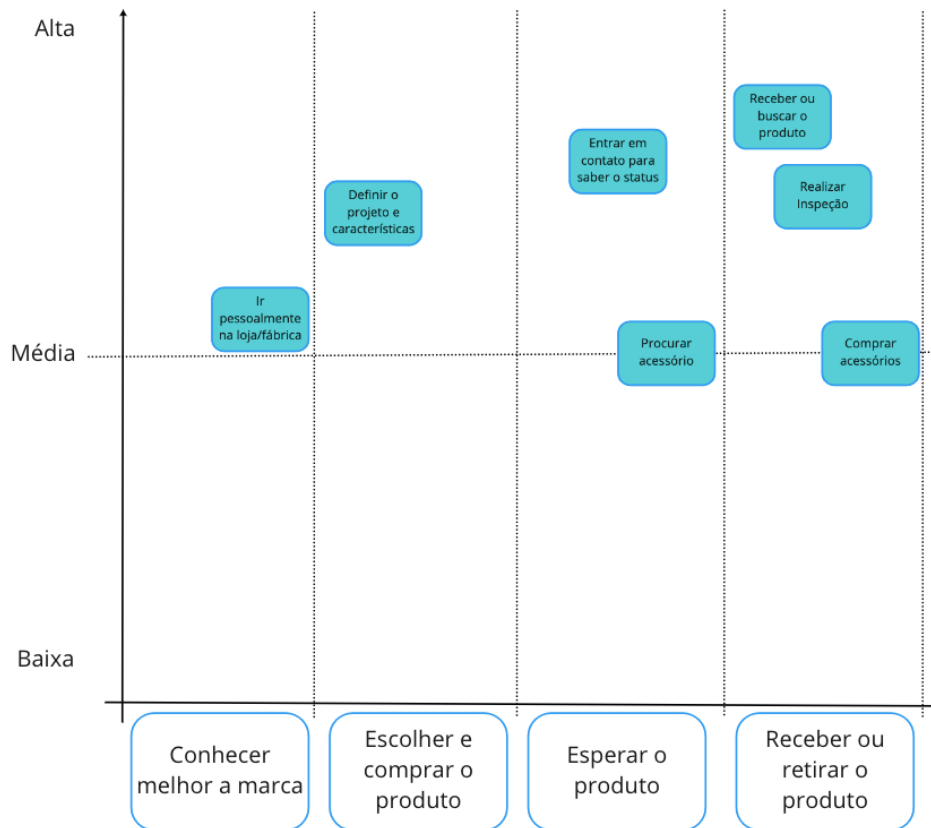 Alta
Receber ou
buscar o
produto
Entrar em
contato para
saber o status
Realizar
Inspeção
Definir o
projeto e
características
Ir
pessoalmente
na loja/fábrica
Média
Procurar
acessório
Comprar
acessórios
Baixa
Conhecer
melhor a marca
Escolher e
comprar o
produto
Esperar o
produto
Receber ou
retirar o
produto